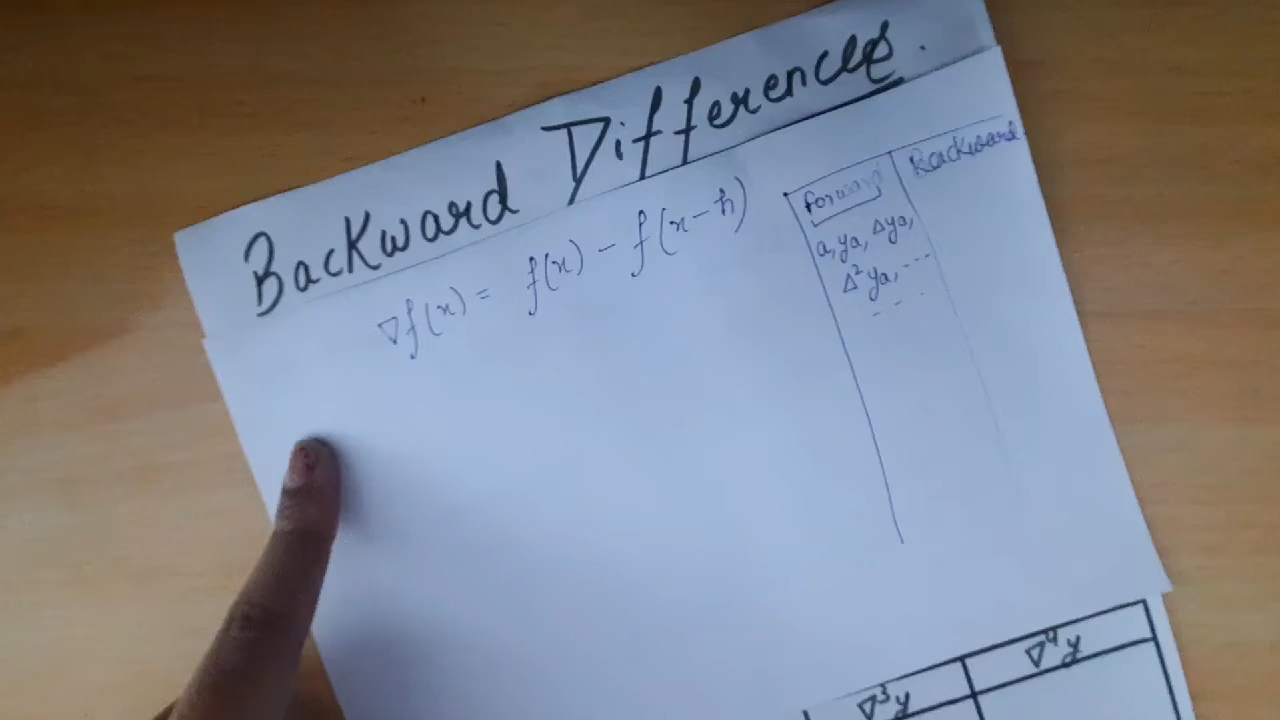 Backward Differences.
∇f(x) = f(x) - f(x-h)
forward
Backward
a, ya, Δya,
Δ²ya, ...
- - .
∇³y
∇⁴y